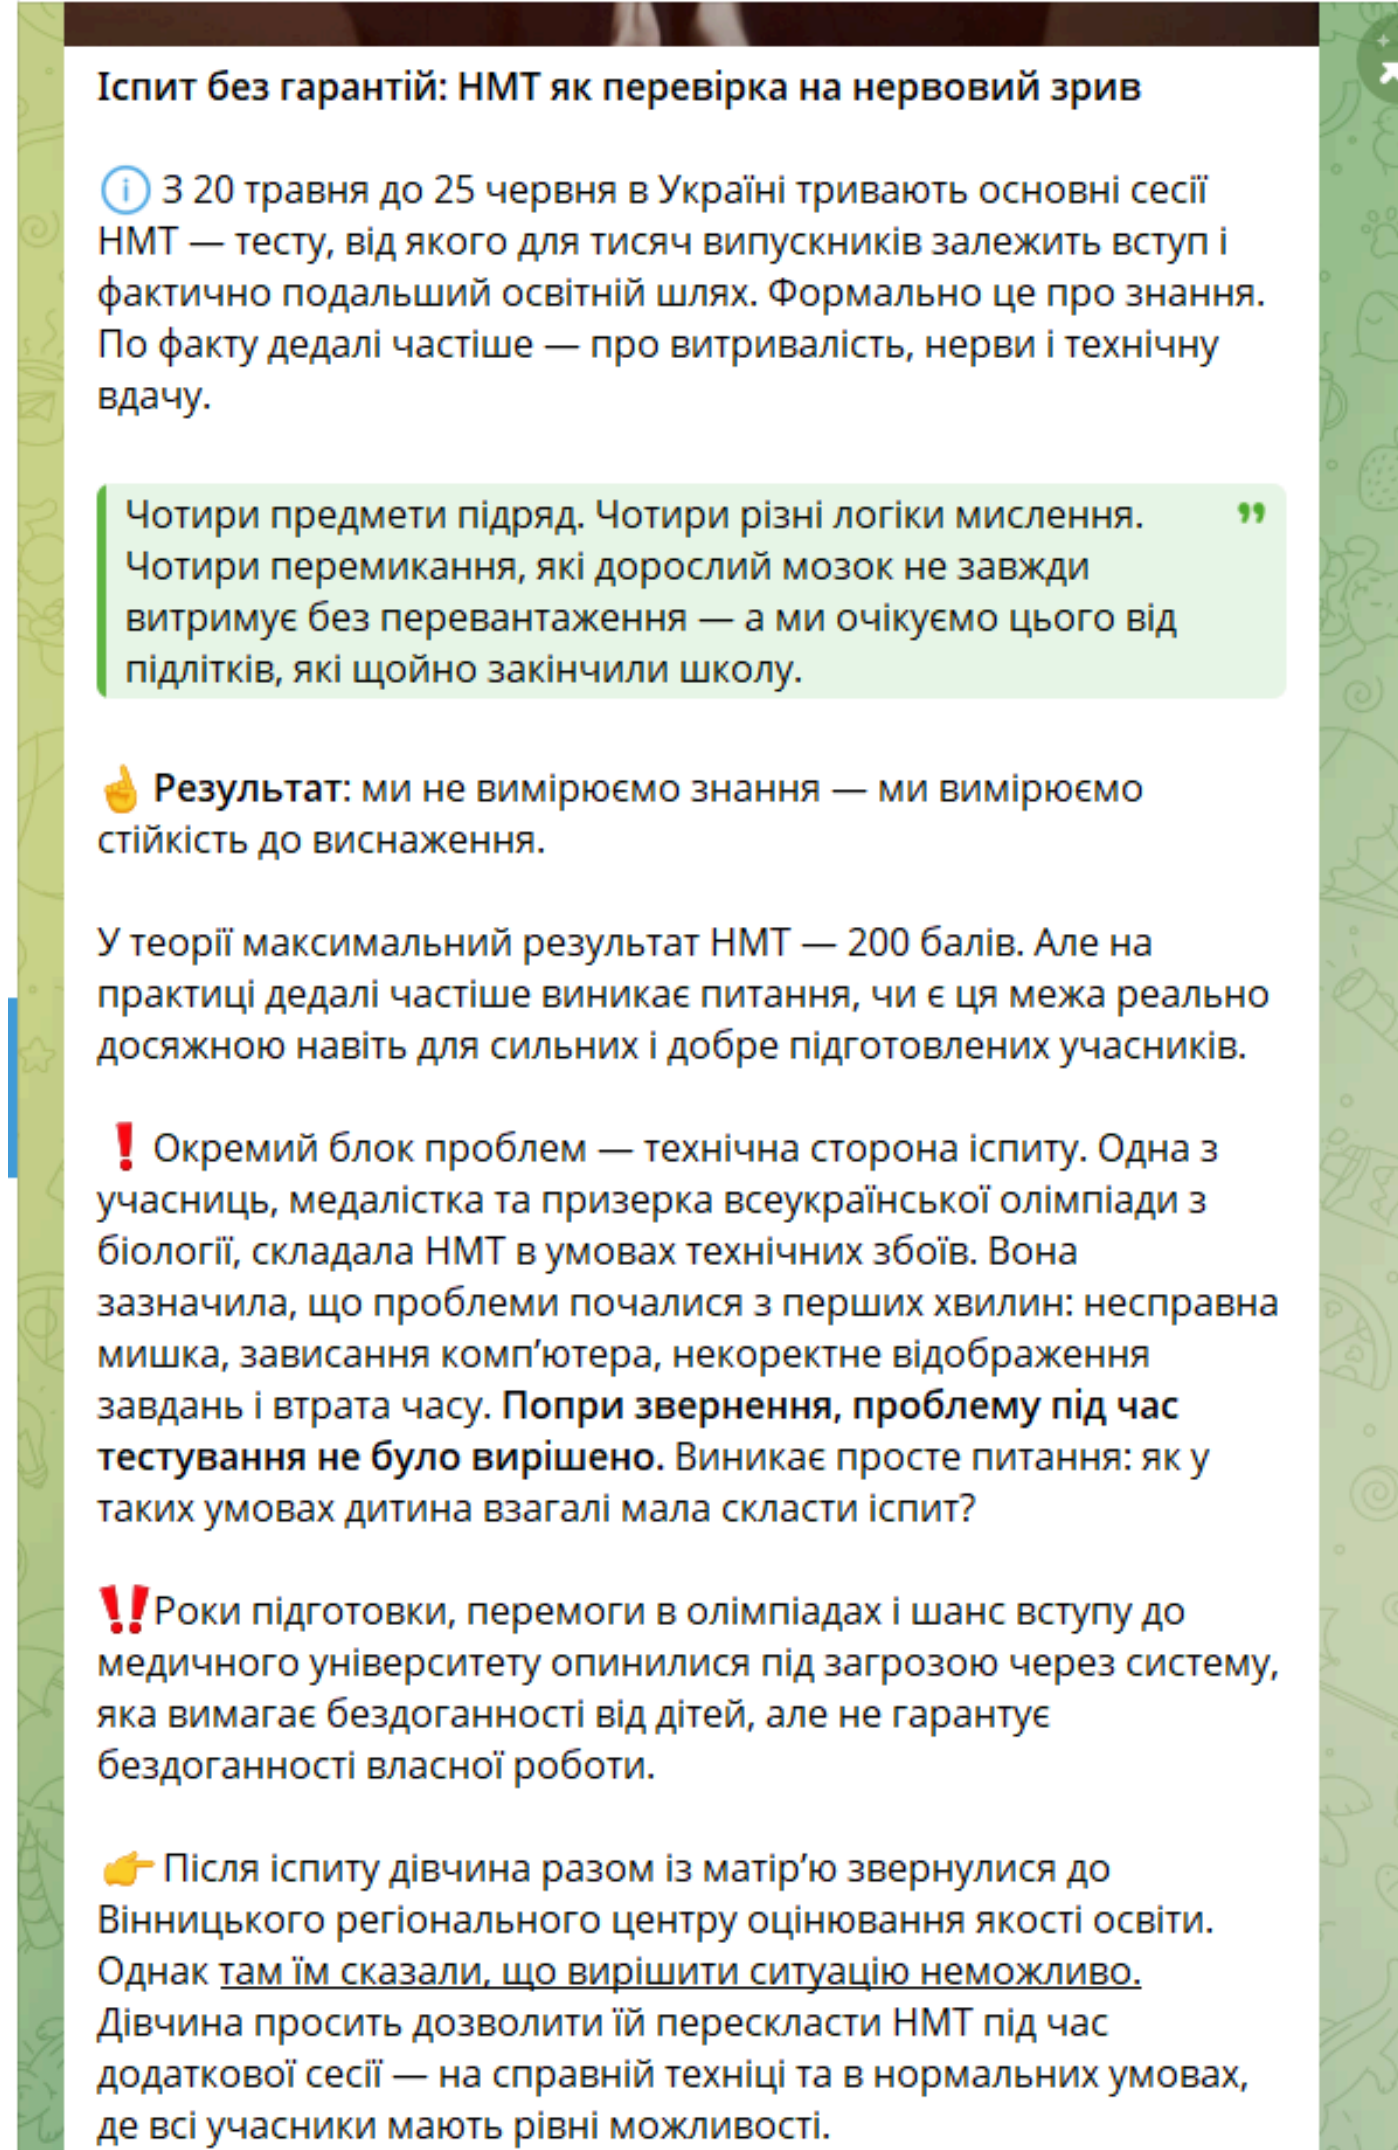 Іспит без гарантій: НМТ як перевірка на нервовий зрив
З 20 травня до 25 червня в Україні тривають основні сесії
НМТ — тесту, від якого для тисяч випускників залежить вступ і
фактично подальший освітній шлях. Формально це про знання.
По факту дедалі частіше — про витривалість, нерви і технічну
вдачу.
Чотири предмети підряд. Чотири різні логіки мислення.
Чотири перемикання, які дорослий мозок не завжди
витримує без перевантаження — а ми очікуємо цього від
підлітків, які щойно закінчили школу.
☝️ Результат: ми не вимірюємо знання — ми вимірюємо
стійкість до виснаження.
У теорії максимальний результат НМТ — 200 балів. Але на
практиці дедалі частіше виникає питання, чи є ця межа реально
досяжною навіть для сильних і добре підготовлених учасників.
❗ Окремий блок проблем — технічна сторона іспиту. Одна з
учасниць, медалістка та призерка всеукраїнської олімпіади з
біології, складала НМТ в умовах технічних збоїв. Вона
зазначила, що проблеми почалися з перших хвилин: несправна
мишка, зависання комп’ютера, некоректне відображення
завдань і втрата часу. Попри звернення, проблему під час
тестування не було вирішено. Виникає просте питання: як у
таких умовах дитина взагалі мала скласти іспит?
‼️Роки підготовки, перемоги в олімпіадах і шанс вступу до
медичного університету опинилися під загрозою через систему,
яка вимагає бездоганності від дітей, але не гарантує
бездоганності власної роботи.
👉 Після іспиту дівчина разом із матір’ю звернулися до
Вінницького регіонального центру оцінювання якості освіти.
Однак там їм сказали, що вирішити ситуацію неможливо.
Дівчина просить дозволити їй перескласти НМТ під час
додаткової сесії — на справній техніці та в нормальних умовах,
де всі учасники мають рівні можливості.